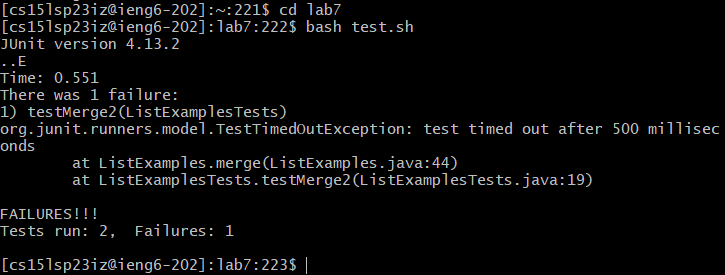 [cs15lsp23iz@ieng6-202]:~:221$ cd lab7
[cs15lsp23iz@ieng6-202]:lab7:222$ bash test.sh
JUnit version 4.13.2
..E
Time: 0.551
There was 1 failure:
1) testMerge2(ListExamplesTests)
org.junit.runners.model.TestTimedOutException: test timed out after 500 millisec
onds
        at ListExamples.merge(ListExamples.java:44)
        at ListExamplesTests.testMerge2(ListExamplesTests.java:19)

FAILURES!!!
Tests run: 2,  Failures: 1

[cs15lsp23iz@ieng6-202]:lab7:223$